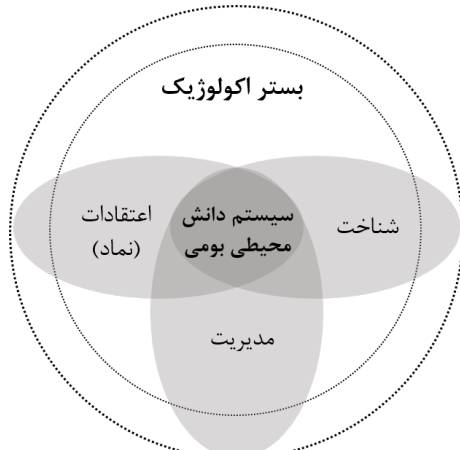 بستر اکولوژیک
شناخت
سیستم دانش
محیطی بومی
اعتقادات
(نماد)
مدیریت